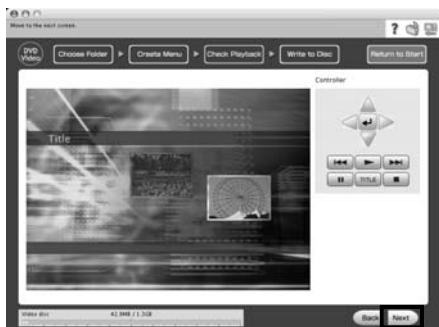 Move to the next screen.
?
DVD Video
Choose Folder
Create Menu
Check Playback
Write to Disc
Return to Start
Controller
Title
TITLE
Video disc 42.9MB / 1.3GB
Back
Next